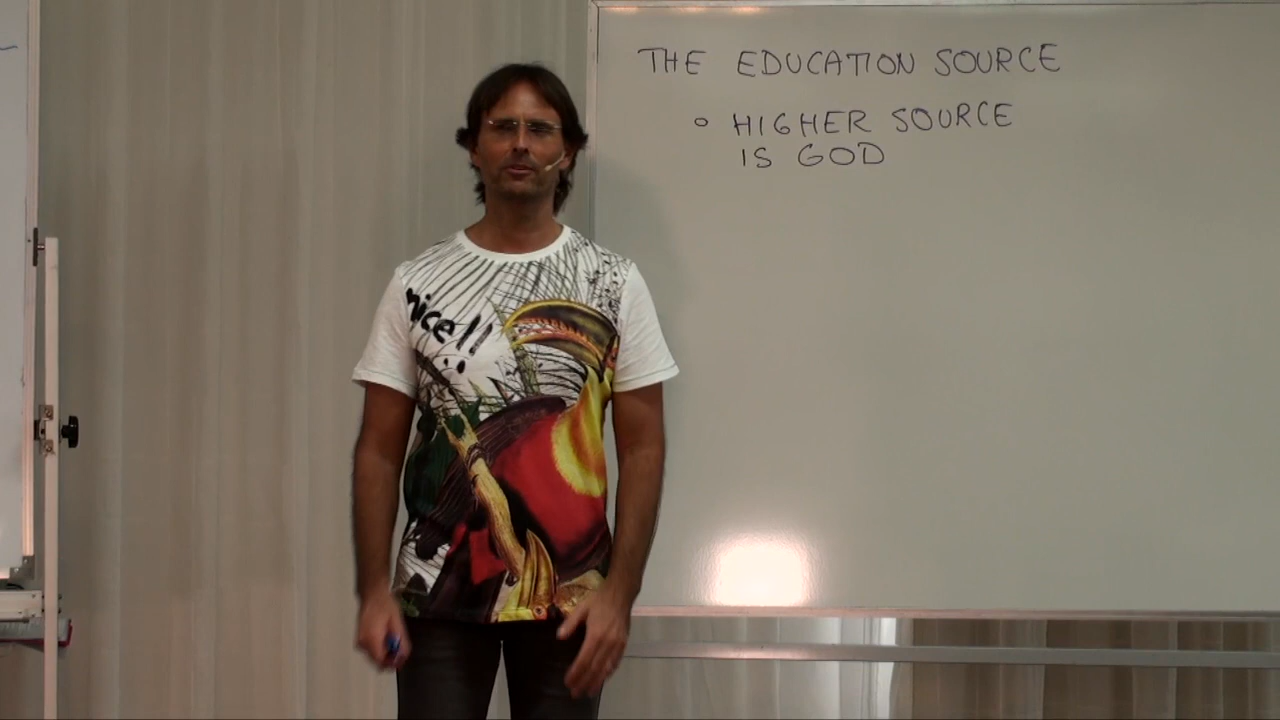 THE EDUCATION SOURCE
HIGHER SOURCE
IS GOD
nice!!